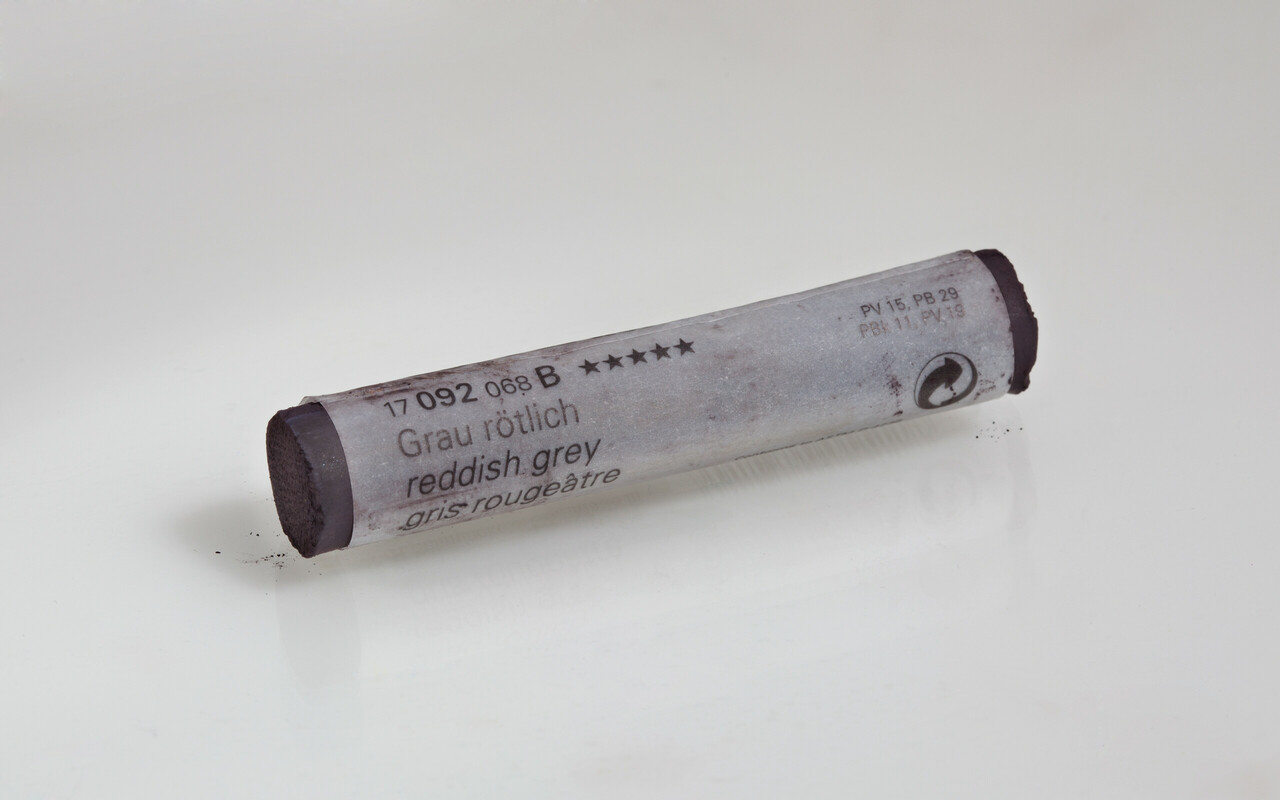 17 092 068 B ★★★★★
Grau rötlich
reddish grey
gris rougeâtre
PV 15, PB 29
PBk 11, PV 19